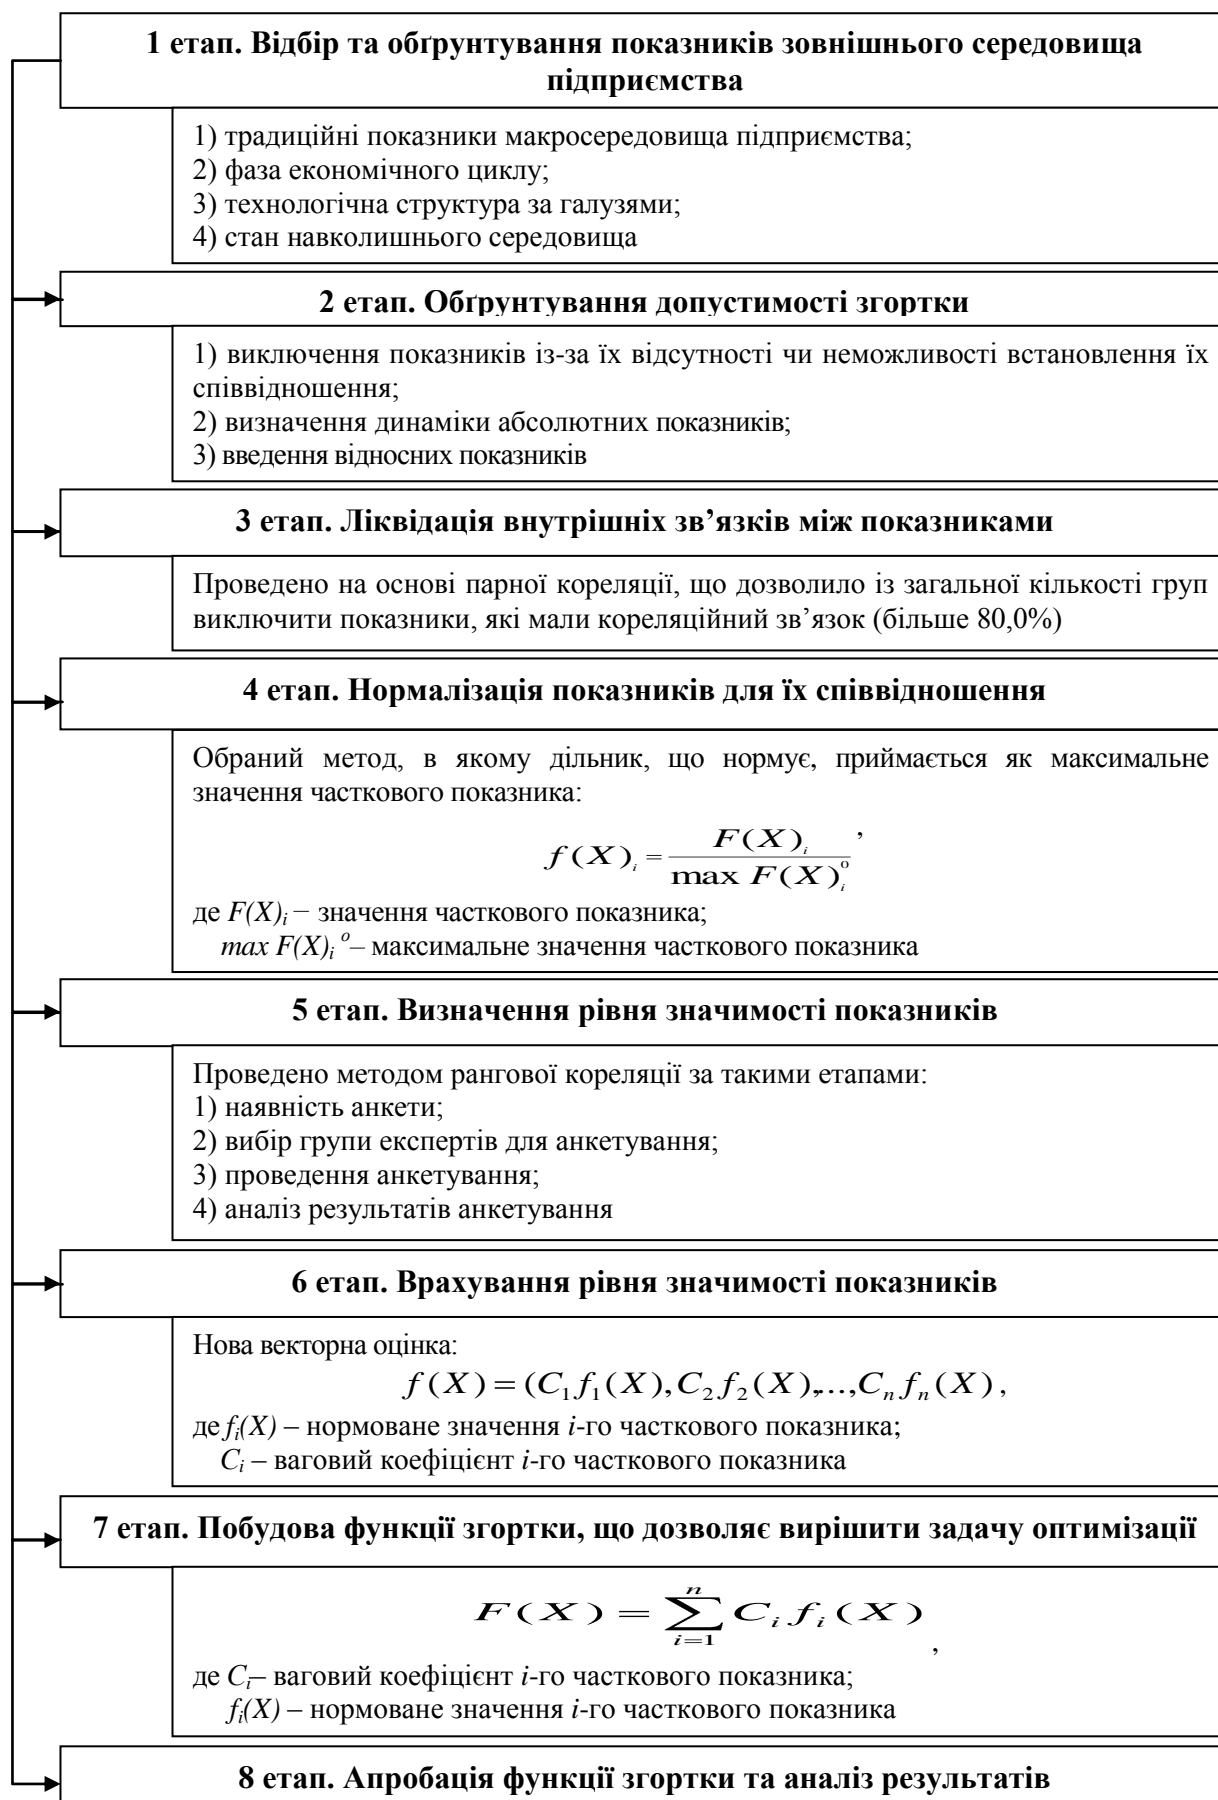 1 етап. Відбір та обґрунтування показників зовнішнього середовища
підприємства
1) традиційні показники макросередовища підприємства;
2) фаза економічного циклу;
3) технологічна структура за галузями;
4) стан навколишнього середовища
2 етап. Обґрунтування допустимості згортки
1) виключення показників із-за їх відсутності чи неможливості встановлення їх
співвідношення;
2) визначення динаміки абсолютних показників;
3) введення відносних показників
3 етап. Ліквідація внутрішніх зв’язків між показниками
Проведено на основі парної кореляції, що дозволило із загальної кількості груп
виключити показники, які мали кореляційний зв’язок (більше 80,0%)
4 етап. Нормалізація показників для їх співвідношення
Обраний метод, в якому дільник, що нормує, приймається як максимальне
значення часткового показника:
f(X)_i = F(X)_i / max F(X)_i^o ,
де F(X)_i – значення часткового показника;
max F(X)_i^o – максимальне значення часткового показника
5 етап. Визначення рівня значимості показників
Проведено методом рангової кореляції за такими етапами:
1) наявність анкети;
2) вибір групи експертів для анкетування;
3) проведення анкетування;
4) аналіз результатів анкетування
6 етап. Врахування рівня значимості показників
Нова векторна оцінка:
f(X) = (C_1 f_1(X), C_2 f_2(X),..., C_n f_n(X),
де f_i(X) – нормоване значення i-го часткового показника;
C_i – ваговий коефіцієнт i-го часткового показника
7 етап. Побудова функції згортки, що дозволяє вирішити задачу оптимізації
F(X) = ∑_{i=1}^{n} C_i f_i(X) ,
де C_i – ваговий коефіцієнт i-го часткового показника;
f_i(X) – нормоване значення i-го часткового показника
8 етап. Апробація функції згортки та аналіз результатів